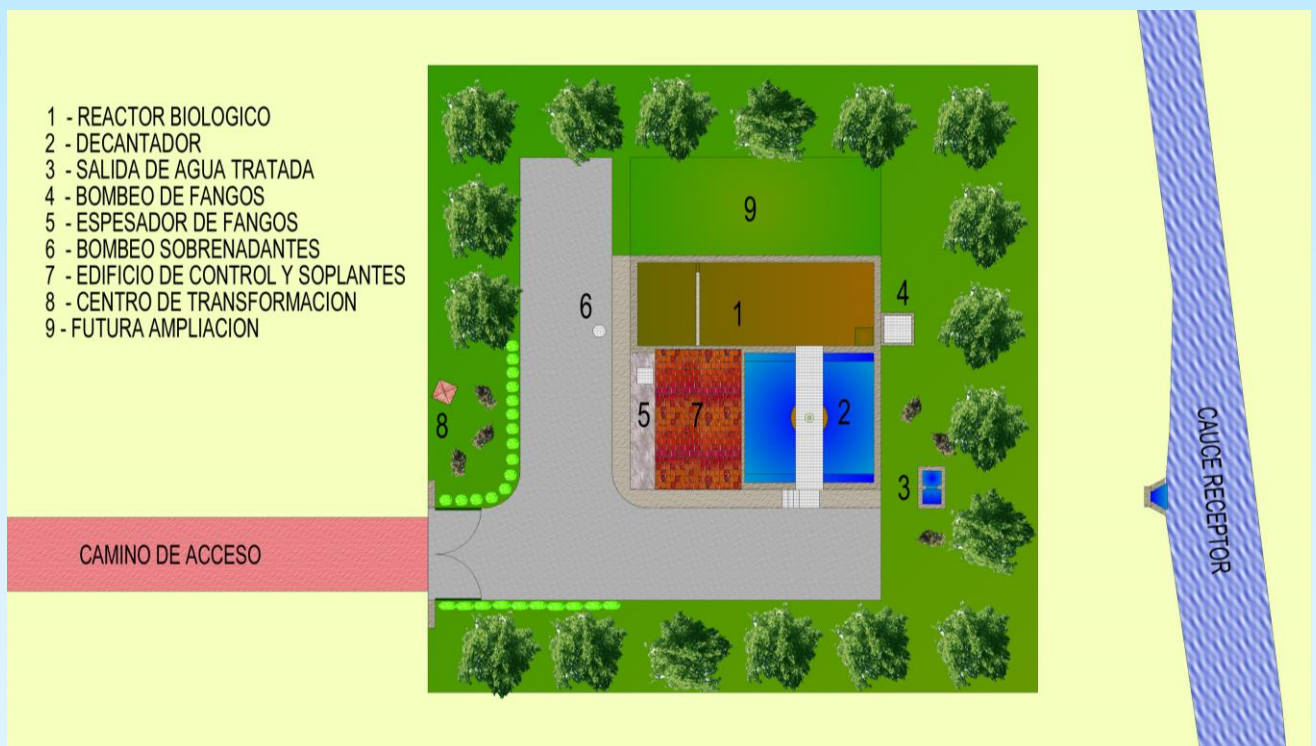 1 - REACTOR BIOLOGICO
2 - DECANTADOR
3 - SALIDA DE AGUA TRATADA
4 - BOMBEO DE FANGOS
5 - ESPESADOR DE FANGOS
6 - BOMBEO SOBRENADANTES
7 - EDIFICIO DE CONTROL Y SOPLANTES
8 - CENTRO DE TRANSFORMACION
9 - FUTURA AMPLIACION
9
4
6
1
5
7
2
8
3
CAMINO DE ACCESO
CAUCE RECEPTOR